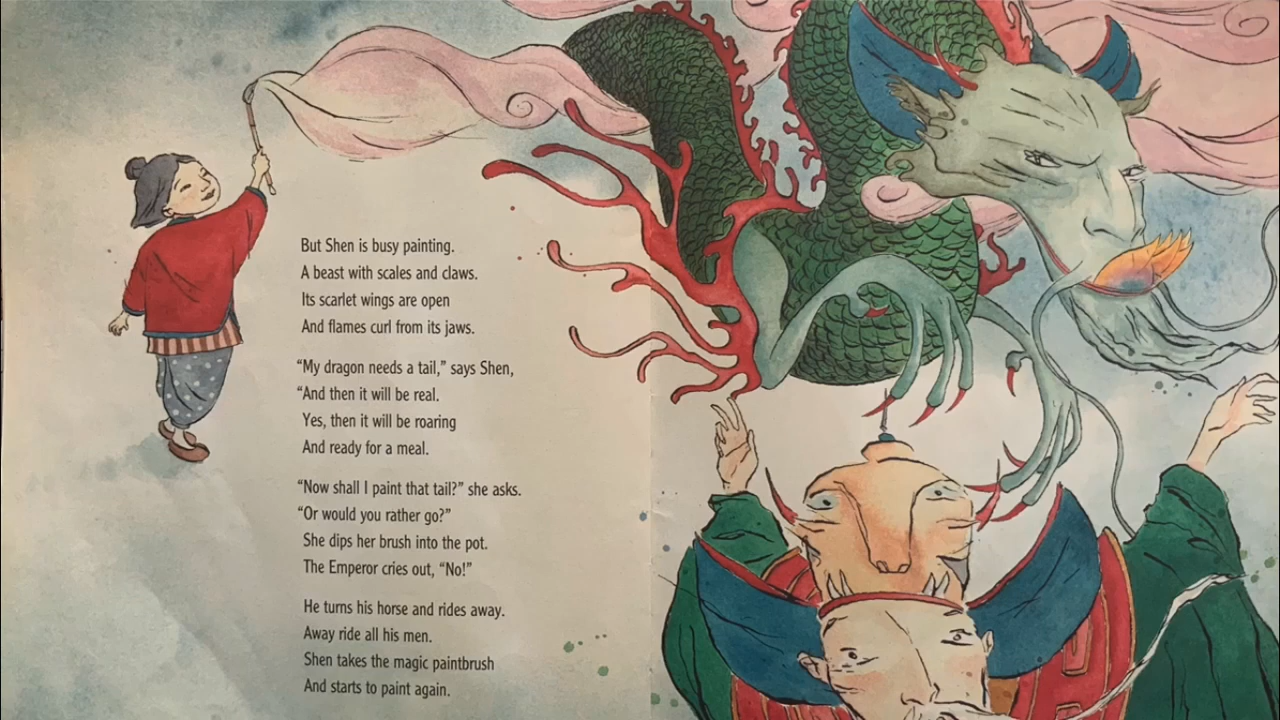 But Shen is busy painting.
A beast with scales and claws.
Its scarlet wings are open
And flames curl from its jaws.
“My dragon needs a tail,” says Shen,
“And then it will be real.
Yes, then it will be roaring
And ready for a meal.
“Now shall I paint that tail?” she asks.
“Or would you rather go?”
She dips her brush into the pot.
The Emperor cries out, “No!”
He turns his horse and rides away.
Away ride all his men.
Shen takes the magic paintbrush
And starts to paint again.